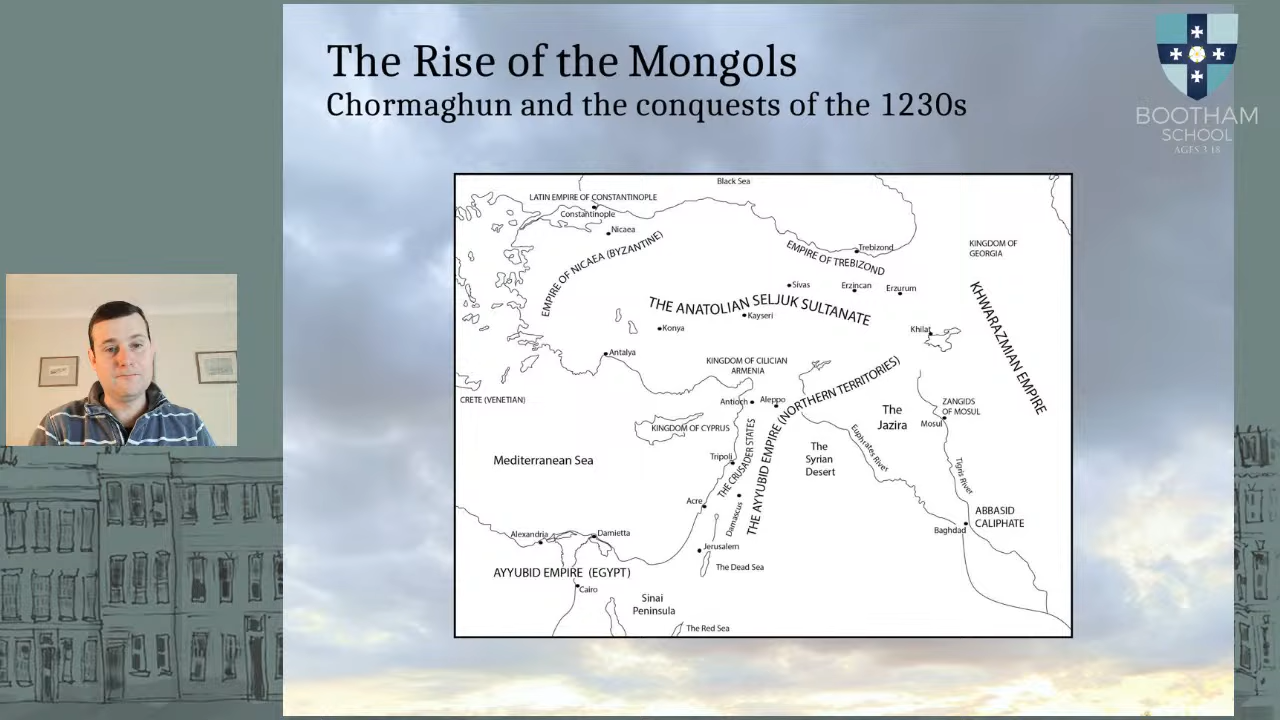 The Rise of the Mongols
Chormaghun and the conquests of the 1230s
BOOTHAM
SCHOOL
AGES 3-18
Black Sea
LATIN EMPIRE OF CONSTANTINOPLE
Constantinople
Nicaea
EMPIRE OF NICAEA (BYZANTINE)
Trebizond
EMPIRE OF TREBIZOND
KINGDOM OF
GEORGIA
Sivas
Erzincan
Erzurum
THE ANATOLIAN SELJUK SULTANATE
Kayseri
Konya
Khilat
KHWARAZMIAN EMPIRE
Antalya
KINGDOM OF CILICIAN
ARMENIA
CRETE (VENETIAN)
Antioch
Aleppo
THE AYYUBID EMPIRE (NORTHERN TERRITORIES)
The
Jazira
ZANGIDS
OF MOSUL
Mosul
KINGDOM OF CYPRUS
THE CRUSADER STATES
Euphrates River
The
Syrian
Desert
Mediterranean Sea
Tripoli
Tigris River
Acre
Damascus
ABBASID
CALIPHATE
Baghdad
Alexandria
Damietta
Jerusalem
The Dead Sea
AYYUBID EMPIRE (EGYPT)
Cairo
Sinai
Peninsula
The Red Sea